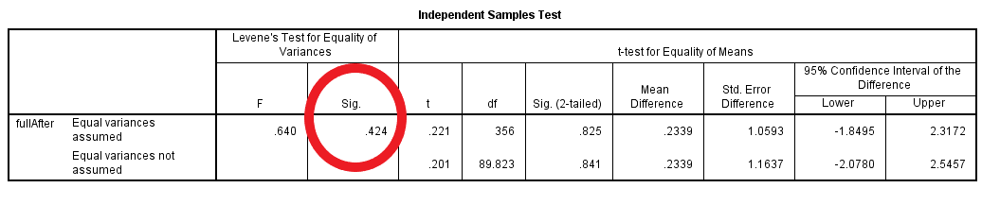 Independent Samples Test
Levene's Test for Equality of
Variances
t-test for Equality of Means
F
Sig.
t
df
Sig. (2-tailed)
Mean
Difference
Std. Error
Difference
95% Confidence Interval of the
Difference
Lower
Upper
fullAfter
Equal variances
assumed
.640
.424
.221
356
.825
.2339
1.0593
-1.8495
2.3172
Equal variances not
assumed
.201
89.823
.841
.2339
1.1637
-2.0780
2.5457